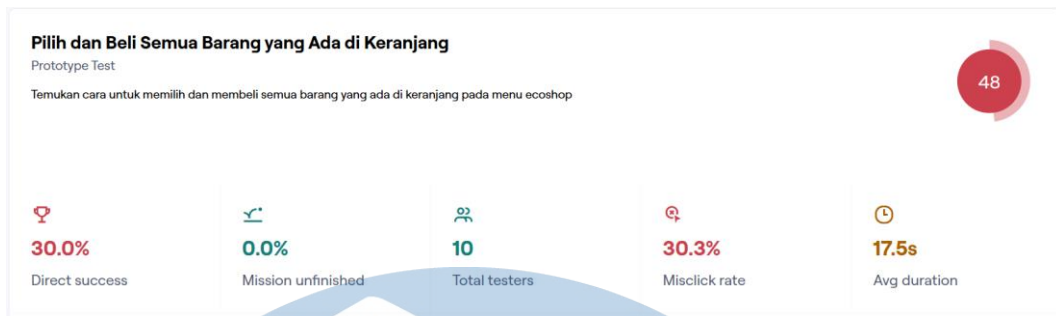 Pilih dan Beli Semua Barang yang Ada di Keranjang
Prototype Test
Temukan cara untuk memilih dan membeli semua barang yang ada di keranjang pada menu ecoshop
48
30.0%
Direct success
0.0%
Mission unfinished
10
Total testers
30.3%
Misclick rate
17.5s
Avg duration